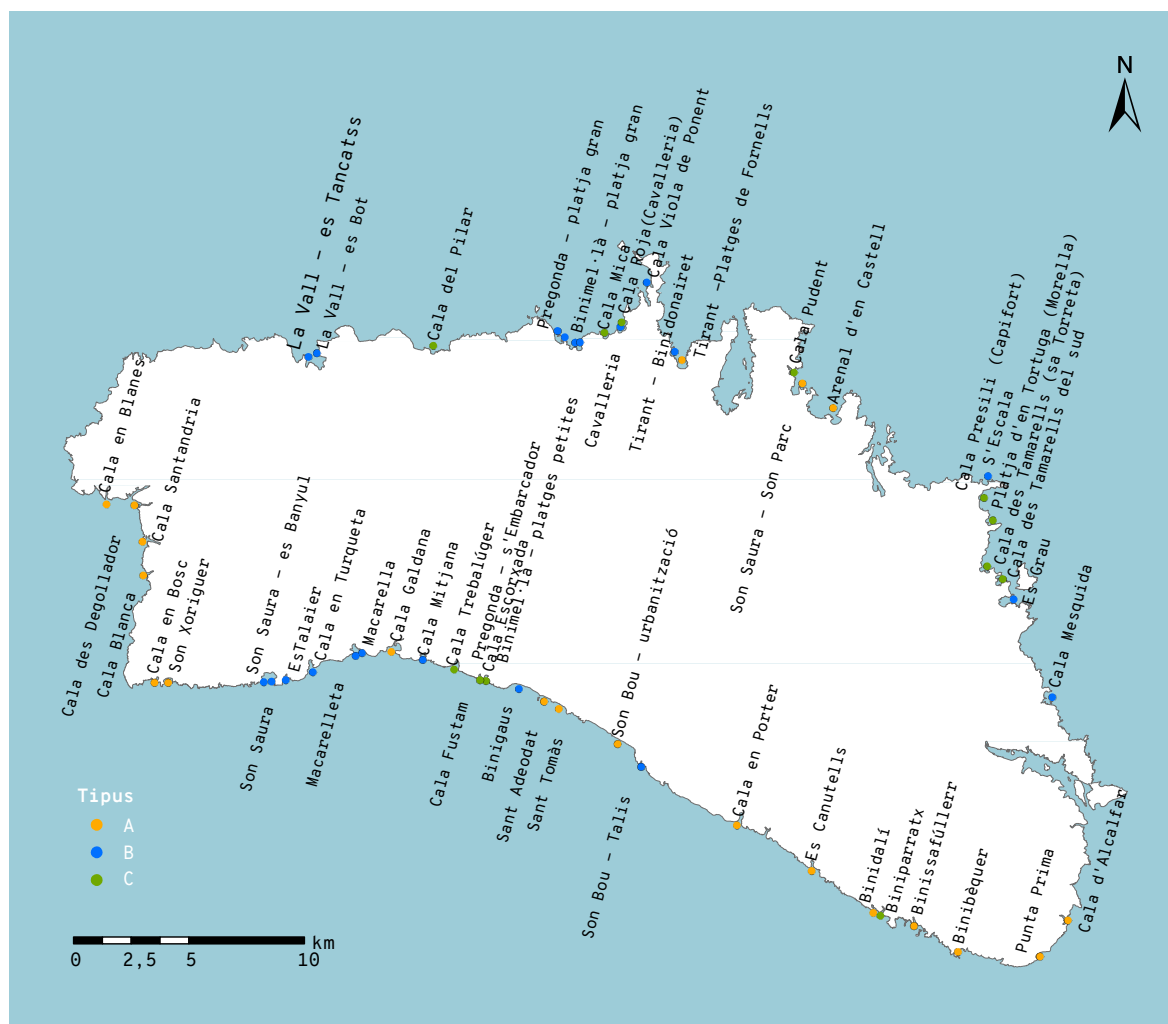 N
La Vall – es Tancatss
La Vall – es Bot
Cala del Pilar
Pregonda – platja gran
Binimel·là – platja gran
Cala Mica
Cala Roja(Cavalleria)
Cala Viola de Ponent
Tirant – Binidonairet
Tirant –Platges de Fornells
Cavalleria
Cala Pudent
Arenal d'en Castell
Son Saura – Son Parc
Cala Presili (Capifort)
S'Escala
Platja d'en Tortuga (Morella)
Cala des Tamarells (sa Torreta)
Cala des Tamarells del sud
Es Grau
Cala Mesquida
Cala en Blanes
Cala Santandria
Cala des Degollador
Cala Blanca
Cala en Bosc
Son Xoriguer
Son Saura – es Banyul
Son Saura
EsTalaier
Cala en Turqueta
Macarelleta
Macarella
Cala Galdana
Cala Mitjana
Cala Trebalúger
Pregonda – s'Embarcador
Cala Escorxada
Binimel·là – platges petites
Cala Fustam
Binigaus
Sant Adeodat
Sant Tomàs
Son Bou – urbanització
Son Bou – Talis
Cala en Porter
Es Canutells
Binidalí
Biniparratx
Binissafúllerr
Binibèquer
Punta Prima
Cala d'Alcalfar
Tipus
A
B
C
km
0 2,5 5 10